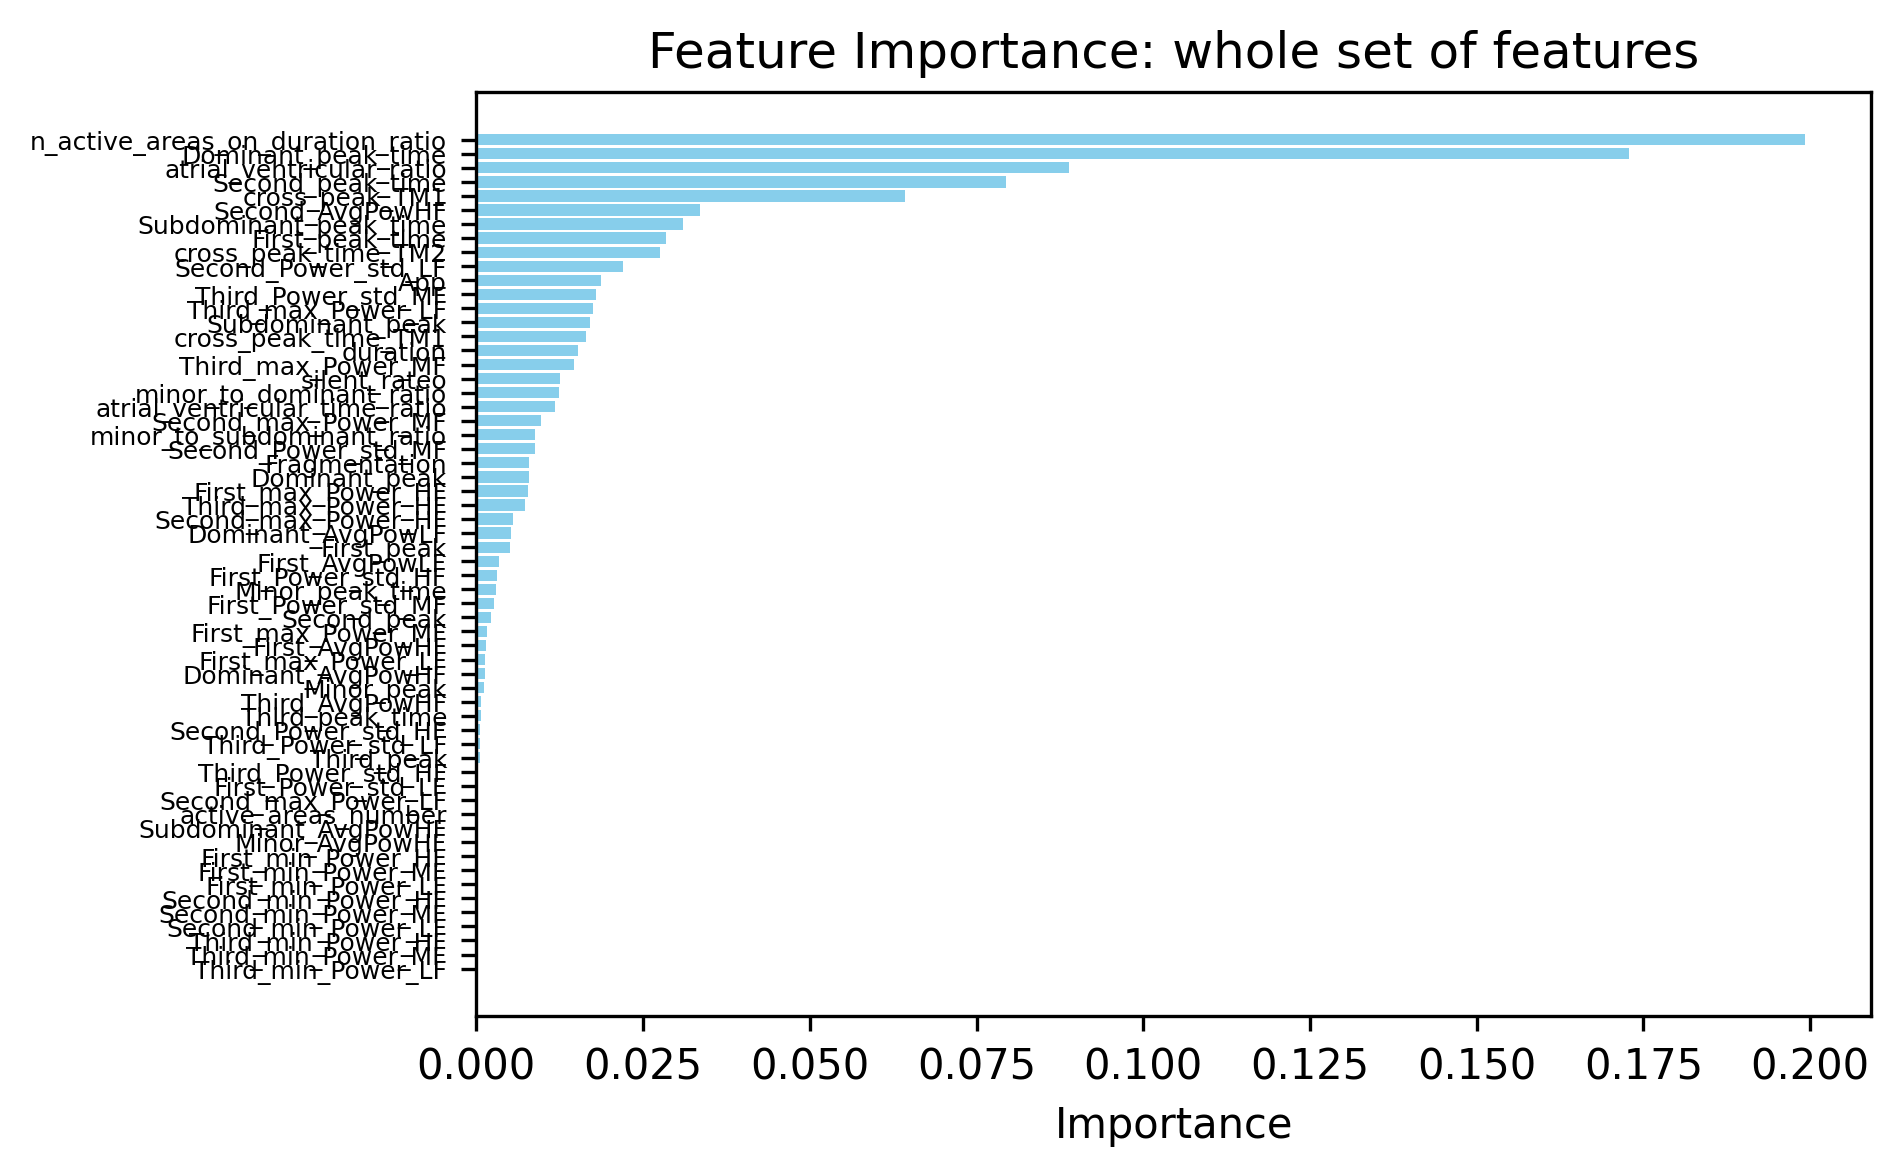 Feature Importance: whole set of features
n_active_areas_on_duration_ratio
Dominant_peak_time
atrial_ventricular_ratio
Second_peak_time
cross_peak_TM1
Second_AvgPowHF
Subdominant_peak_time
First_peak_time
cross_peak_time_TM2
Second_Power_std_LF
App
Third_Power_std_MF
Third_max_Power_LF
Subdominant_peak
cross_peak_time_TM1
duration
Third_max_Power_MF
silent_rateo
minor_to_dominant_ratio
atrial_ventricular_time_ratio
Second_max_Power_MF
minor_to_subdominant_ratio
Second_Power_std_MF
Fragmentation
Dominant_peak
First_max_Power_HF
Third_max_Power_HF
Second_max_Power_HF
Dominant_AvgPowLF
First_peak
First_AvgPowLF
First_Power_std_HF
Minor_peak_time
First_Power_std_MF
Second_peak
First_max_Power_MF
First_AvgPowHF
First_max_Power_LF
Dominant_AvgPowHF
Minor_peak
Third_AvgPowHF
Third_peak_time
Second_Power_std_HF
Third_Power_std_LF
Third_peak
Third_Power_std_HF
First_Power_std_LF
Second_max_Power_LF
active_areas_number
Subdominant_AvgPowHF
Minor_AvgPowHF
First_min_Power_HF
First_min_Power_MF
First_min_Power_LF
Second_min_Power_HF
Second_min_Power_MF
Second_min_Power_LF
Third_min_Power_HF
Third_min_Power_MF
Third_min_Power_LF
0.000 0.025 0.050 0.075 0.100 0.125 0.150 0.175 0.200
Importance